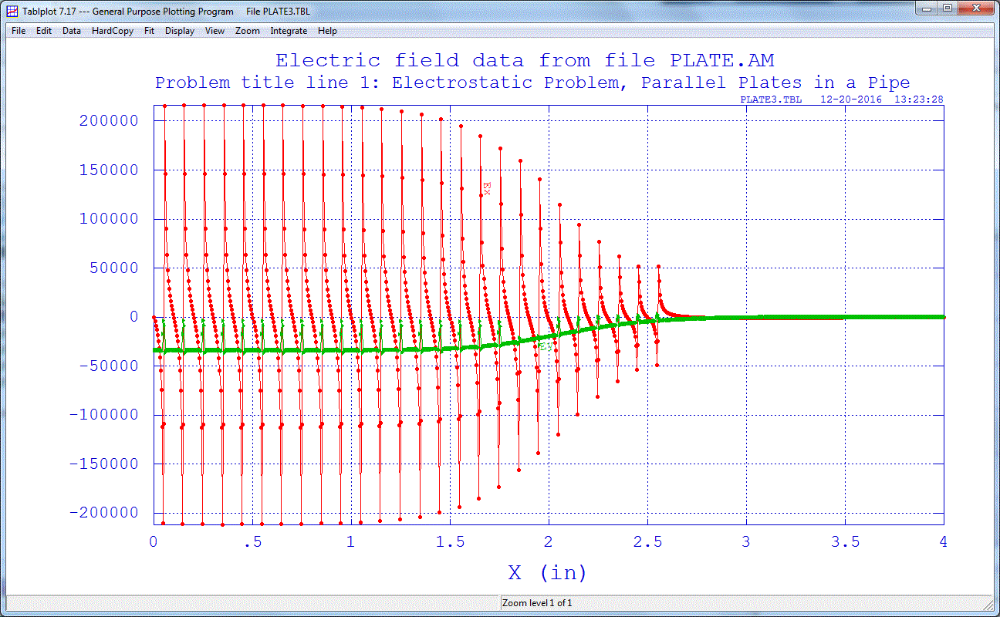 Tablplot 7.17 --- General Purpose Plotting Program File PLATE3.TBL
File Edit Data HardCopy Fit Display View Zoom Integrate Help
Electric field data from file PLATE.AM
Problem title line 1: Electrostatic Problem, Parallel Plates in a Pipe
PLATE3.TBL 12-20-2016 13:23:28
200000
150000
Ex
100000
50000
0
Ey
-50000
-100000
-150000
-200000
0 .5 1 1.5 2 2.5 3 3.5 4
X (in)
Zoom level 1 of 1